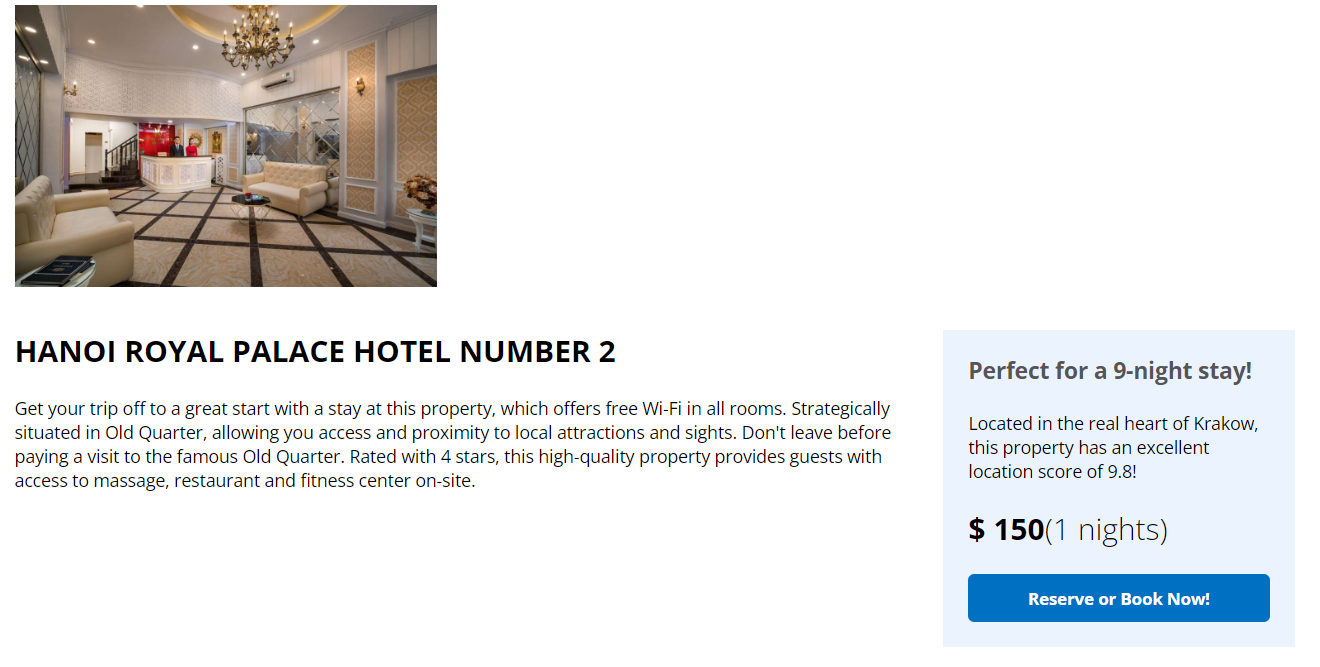 HANOI ROYAL PALACE HOTEL NUMBER 2
Get your trip off to a great start with a stay at this property, which offers free Wi-Fi in all rooms. Strategically
situated in Old Quarter, allowing you access and proximity to local attractions and sights. Don't leave before
paying a visit to the famous Old Quarter. Rated with 4 stars, this high-quality property provides guests with
access to massage, restaurant and fitness center on-site.
Perfect for a 9-night stay!
Located in the real heart of Krakow,
this property has an excellent
location score of 9.8!
$ 150(1 nights)
Reserve or Book Now!